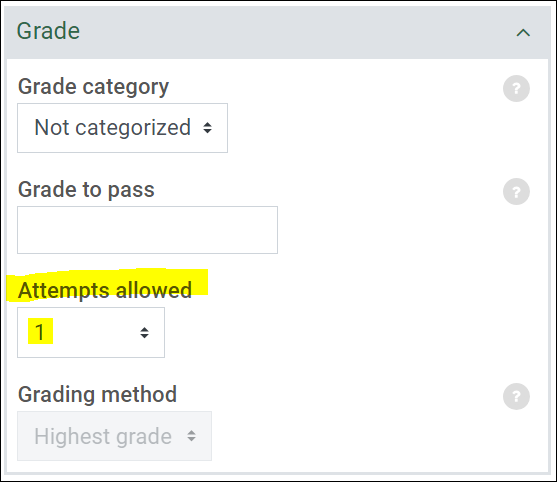 Grade
Grade category
?
Not categorized
Grade to pass
?
Attempts allowed
1
Grading method
?
Highest grade